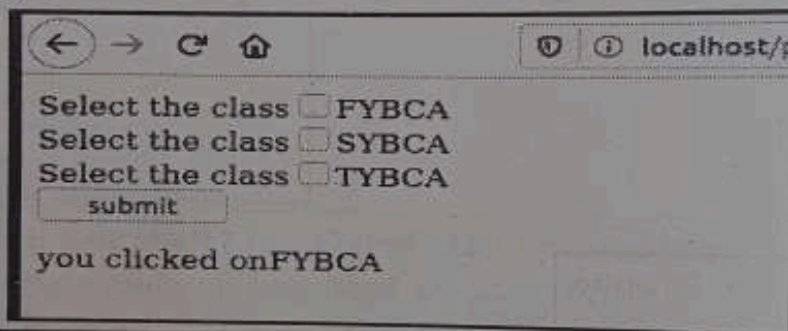 localhost/p
Select the class FYBCA
Select the class SYBCA
Select the class TYBCA
submit
you clicked onFYBCA